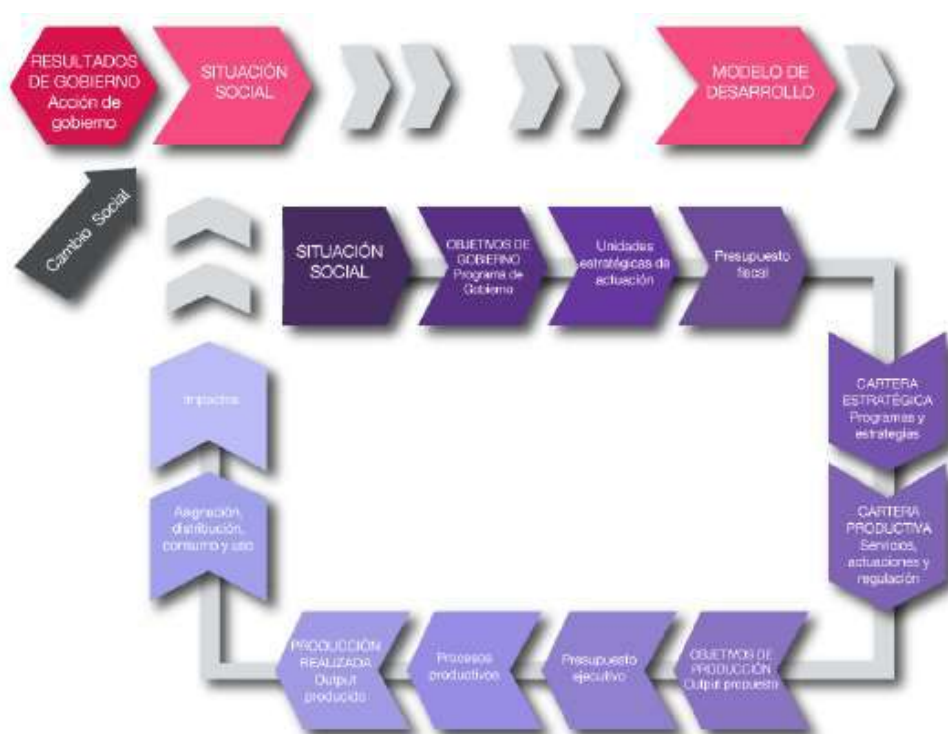 RESULTADOS
DE GOBIERNO
Acción de
gobierno
SITUACIÓN
SOCIAL
MODELO DE
DESARROLLO
Cambio Social
SITUACIÓN
SOCIAL
OBJETIVOS DE
GOBIERNO
Programa de
Gobierno
Unidades
estratégicas de
actuación
Presupuesto
fiscal
CARTERA
ESTRATÉGICA
Programas y
estrategias
CARTERA
PRODUCTIVA
Servicios,
actuaciones y
regulación
OBJETIVOS DE
PRODUCCIÓN
Output propuesto
Presupuesto
ejecutivo
Procesos
productivos
PRODUCCIÓN
REALIZADA
Output
producido
Asignación,
distribución,
consumo y uso
Impactos